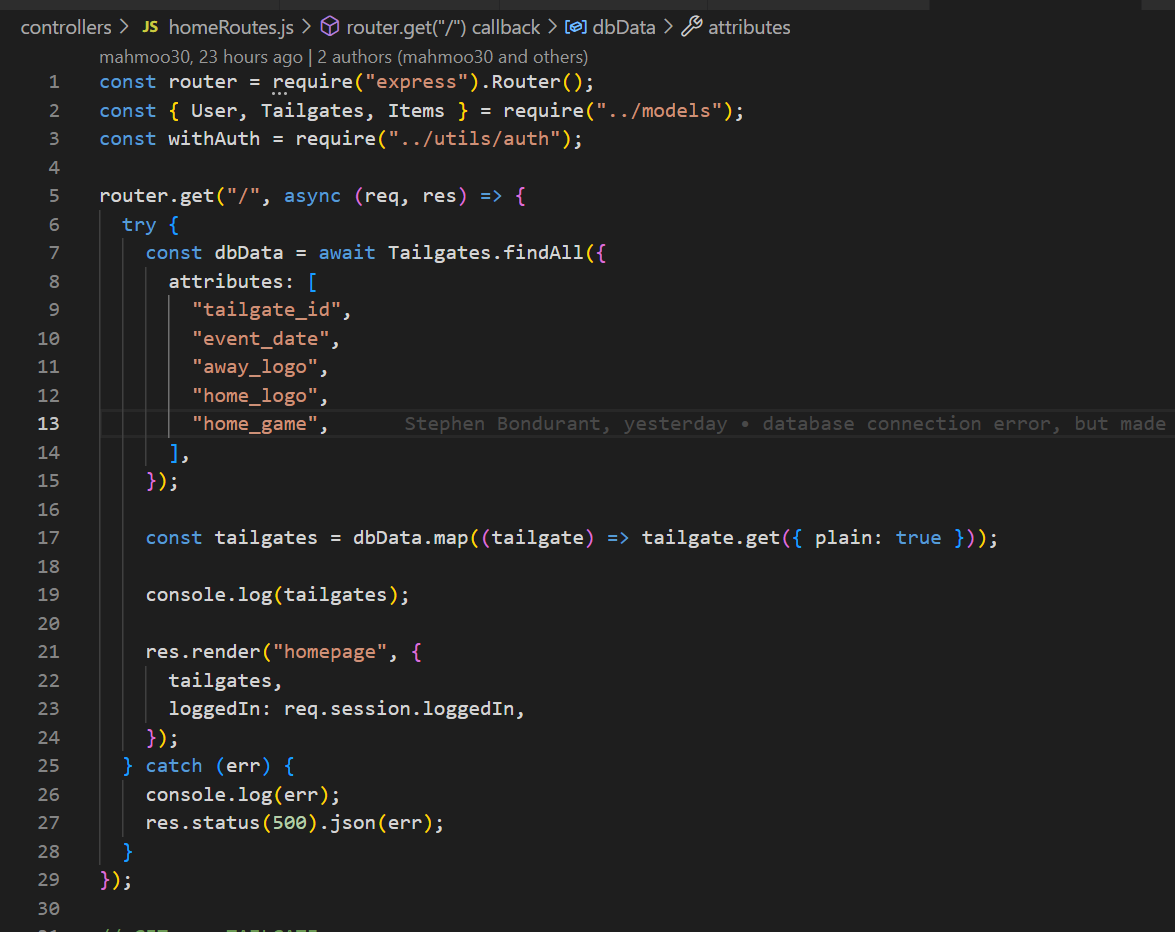 controllers > JS homeRoutes.js > router.get("/") callback > dbData > attributes
mahmoo30, 23 hours ago | 2 authors (mahmoo30 and others)
1 const router = require("express").Router();
2 const { User, Tailgates, Items } = require("../models");
3 const withAuth = require("../utils/auth");
4
5 router.get("/", async (req, res) => {
6 try {
7 const dbData = await Tailgates.findAll({
8 attributes: [
9 "tailgate_id",
10 "event_date",
11 "away_logo",
12 "home_logo",
13 "home_game", Stephen Bondurant, yesterday • database connection error, but made
14 ],
15 });
16
17 const tailgates = dbData.map((tailgate) => tailgate.get({ plain: true }));
18
19 console.log(tailgates);
20
21 res.render("homepage", {
22 tailgates,
23 loggedIn: req.session.loggedIn,
24 });
25 } catch (err) {
26 console.log(err);
27 res.status(500).json(err);
28 }
29 });
30